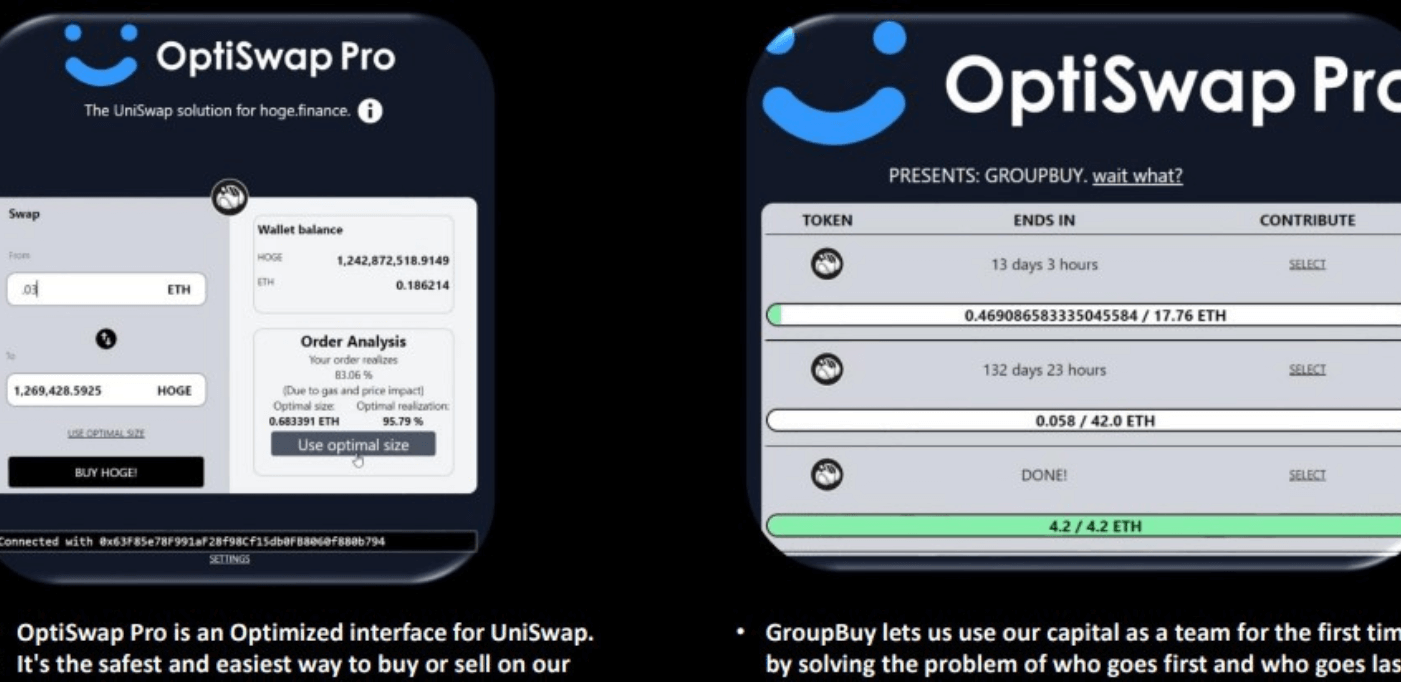 OptiSwap Pro
The UniSwap solution for hoge.finance. i
Swap
From
.03 ETH
To
1,269,428.5925 HOGE
USE OPTIMAL SIZE
BUY HOGE!
Wallet balance
HOGE 1,242,872,518.9149
ETH 0.186214
Order Analysis
Your order realizes
83.06 %
(Due to gas and price impact)
Optimal size: Optimal realization:
0.683391 ETH 95.79 %
Use optimal size
Connected with 0x63F85e78F991aF28f98Cf15db0FB8060f880b794
SETTINGS
OptiSwap Pro is an Optimized interface for UniSwap.
It's the safest and easiest way to buy or sell on our
OptiSwap Pro
PRESENTS: GROUPBUY. wait what?
TOKEN ENDS IN CONTRIBUTE
13 days 3 hours SELECT
0.469086583335045584 / 17.76 ETH
132 days 23 hours SELECT
0.058 / 42.0 ETH
DONE! SELECT
4.2 / 4.2 ETH
• GroupBuy lets us use our capital as a team for the first tim
by solving the problem of who goes first and who goes las